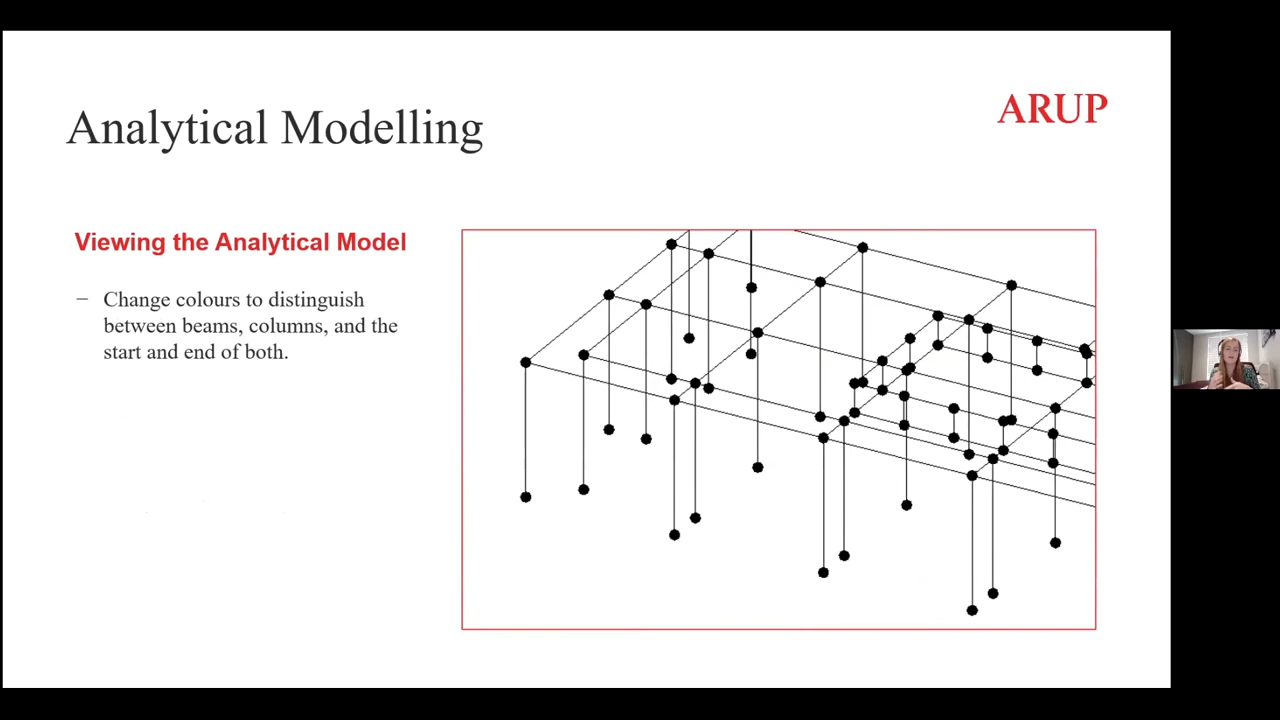 Analytical Modelling
ARUP
Viewing the Analytical Model
– Change colours to distinguish
between beams, columns, and the
start and end of both.